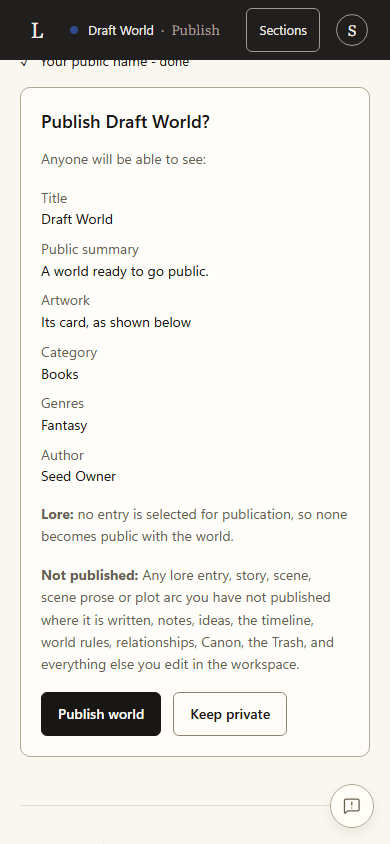 L
Draft World · Publish
Sections
S
✓ Your public name - done
Publish Draft World?
Anyone will be able to see:
Title
Draft World
Public summary
A world ready to go public.
Artwork
Its card, as shown below
Category
Books
Genres
Fantasy
Author
Seed Owner
Lore: no entry is selected for publication, so none
becomes public with the world.
Not published: Any lore entry, story, scene,
scene prose or plot arc you have not published
where it is written, notes, ideas, the timeline,
world rules, relationships, Canon, the Trash, and
everything else you edit in the workspace.
Publish world
Keep private